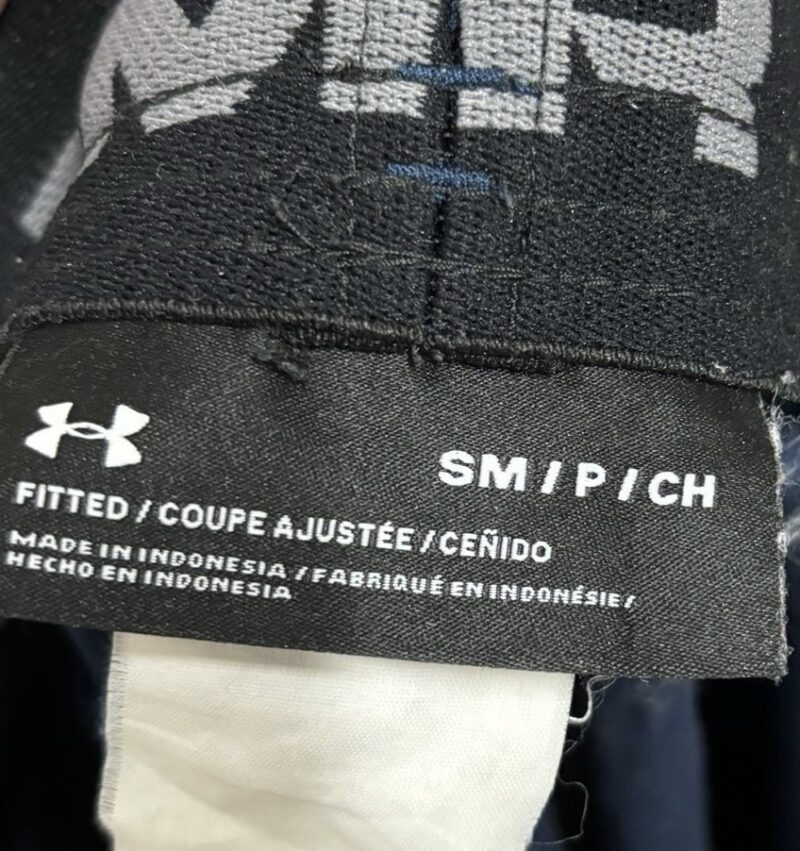 SM / P / CH
FITTED / COUPE AJUSTÉE / CEÑIDO
MADE IN INDONESIA / FABRIQUÉ EN INDONÉSIE /
HECHO EN INDONESIA